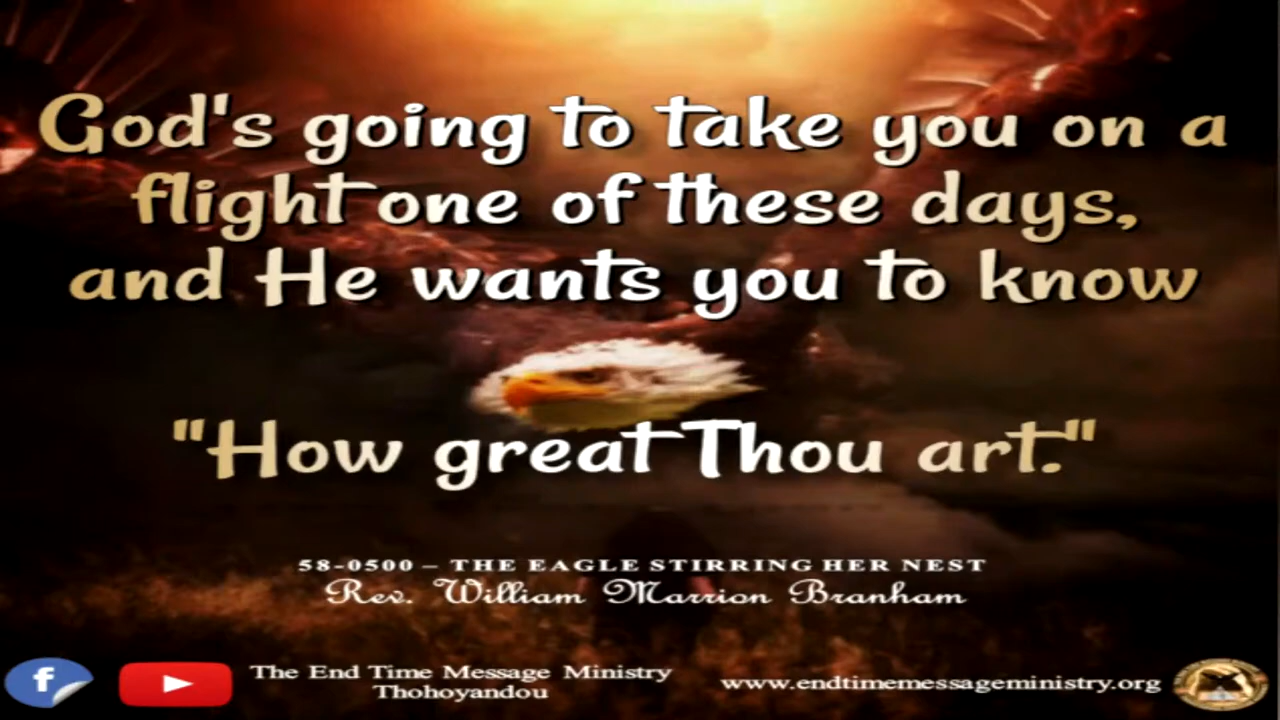 God's going to take you on a
flight one of these days,
and He wants you to know
"How great Thou art."
58-0500 – THE EAGLE STIRRING HER NEST
Rev. William Marrion Branham
f
The End Time Message Ministry
Thohoyandou
www.endtimemessageministry.org